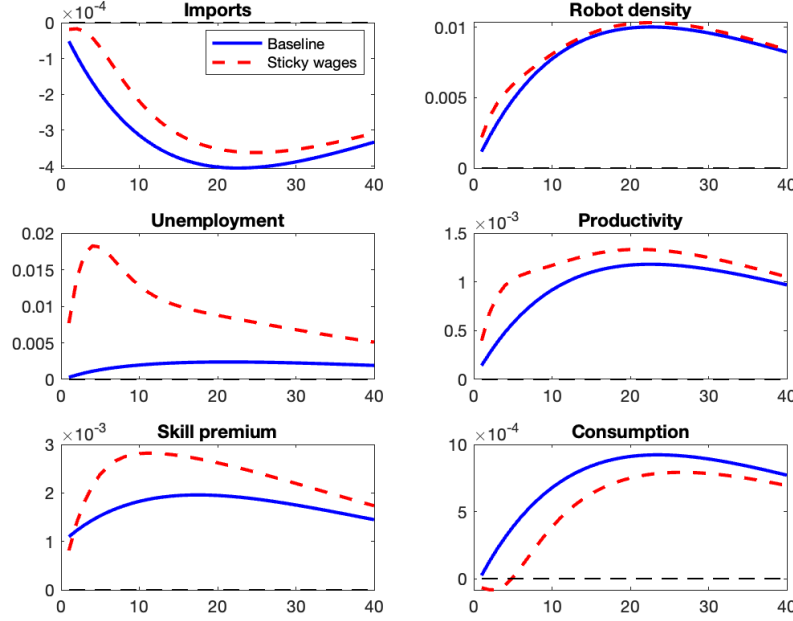 Imports
0
-1
-2
-3
-4
×10-4
0 10 20 30 40
Baseline
Sticky wages
Robot density
0.01
0.005
0
0 10 20 30 40
Unemployment
0.02
0.015
0.01
0.005
0
0 10 20 30 40
Productivity
×10-3
1.5
1
0.5
0
0 10 20 30 40
Skill premium
×10-3
3
2
1
0
0 10 20 30 40
Consumption
×10-4
10
5
0
0 10 20 30 40